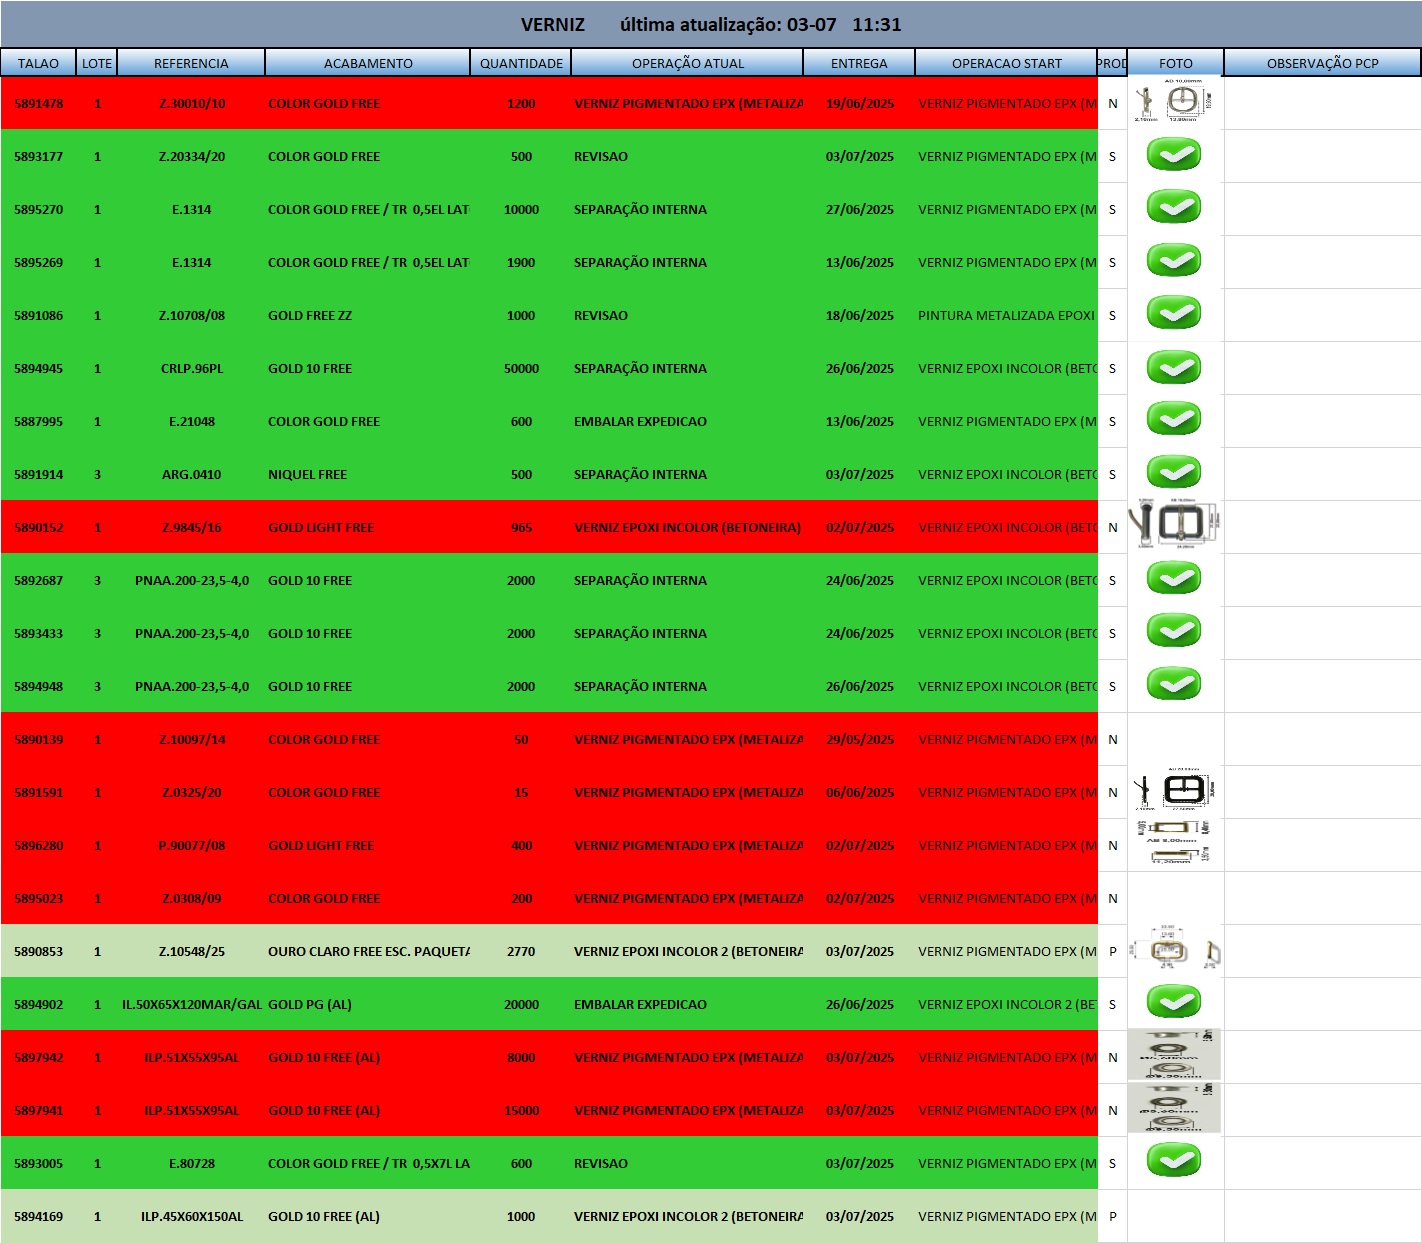 VERNIZ última atualização: 03-07 11:31
TALAO LOTE REFERENCIA ACABAMENTO QUANTIDADE OPERAÇÃO ATUAL ENTREGA OPERACAO START PROD FOTO OBSERVAÇÃO PCP
5891478 1 Z.30010/10 COLOR GOLD FREE 1200 VERNIZ PIGMENTADO EPX (METALIZA 19/06/2025 VERNIZ PIGMENTADO EPX (M N
5893177 1 Z.20334/20 COLOR GOLD FREE 500 REVISAO 03/07/2025 VERNIZ PIGMENTADO EPX (M S
5895270 1 E.1314 COLOR GOLD FREE / TR 0,5EL LAT 10000 SEPARAÇÃO INTERNA 27/06/2025 VERNIZ PIGMENTADO EPX (M S
5895269 1 E.1314 COLOR GOLD FREE / TR 0,5EL LAT 1900 SEPARAÇÃO INTERNA 13/06/2025 VERNIZ PIGMENTADO EPX (M S
5891086 1 Z.10708/08 GOLD FREE ZZ 1000 REVISAO 18/06/2025 PINTURA METALIZADA EPOXI S
5894945 1 CRLP.96PL GOLD 10 FREE 50000 SEPARAÇÃO INTERNA 26/06/2025 VERNIZ EPOXI INCOLOR (BETO S
5887995 1 E.21048 COLOR GOLD FREE 600 EMBALAR EXPEDICAO 13/06/2025 VERNIZ PIGMENTADO EPX (M S
5891914 3 ARG.0410 NIQUEL FREE 500 SEPARAÇÃO INTERNA 03/07/2025 VERNIZ EPOXI INCOLOR (BETO S
5890152 1 Z.9845/16 GOLD LIGHT FREE 965 VERNIZ EPOXI INCOLOR (BETONEIRA) 02/07/2025 VERNIZ EPOXI INCOLOR (BETO N
5892687 3 PNAA.200-23,5-4,0 GOLD 10 FREE 2000 SEPARAÇÃO INTERNA 24/06/2025 VERNIZ EPOXI INCOLOR (BETO S
5893433 3 PNAA.200-23,5-4,0 GOLD 10 FREE 2000 SEPARAÇÃO INTERNA 24/06/2025 VERNIZ EPOXI INCOLOR (BETO S
5894948 3 PNAA.200-23,5-4,0 GOLD 10 FREE 2000 SEPARAÇÃO INTERNA 26/06/2025 VERNIZ EPOXI INCOLOR (BETO S
5890139 1 Z.10097/14 COLOR GOLD FREE 50 VERNIZ PIGMENTADO EPX (METALIZA 29/05/2025 VERNIZ PIGMENTADO EPX (M N
5891591 1 Z.0325/20 COLOR GOLD FREE 15 VERNIZ PIGMENTADO EPX (METALIZA 06/06/2025 VERNIZ PIGMENTADO EPX (M N
5896280 1 P.90077/08 GOLD LIGHT FREE 400 VERNIZ PIGMENTADO EPX (METALIZA 02/07/2025 VERNIZ PIGMENTADO EPX (M N
5895023 1 Z.0308/09 COLOR GOLD FREE 200 VERNIZ PIGMENTADO EPX (METALIZA 02/07/2025 VERNIZ PIGMENTADO EPX (M N
5890853 1 Z.10548/25 OURO CLARO FREE ESC. PAQUETA 2770 VERNIZ EPOXI INCOLOR 2 (BETONEIRA 03/07/2025 VERNIZ PIGMENTADO EPX (M P
5894902 1 IL.50X65X120MAR/GAL GOLD PG (AL) 20000 EMBALAR EXPEDICAO 26/06/2025 VERNIZ EPOXI INCOLOR 2 (BE S
5897942 1 ILP.51X55X95AL GOLD 10 FREE (AL) 8000 VERNIZ PIGMENTADO EPX (METALIZA 03/07/2025 VERNIZ PIGMENTADO EPX (M N
5897941 1 ILP.51X55X95AL GOLD 10 FREE (AL) 15000 VERNIZ PIGMENTADO EPX (METALIZA 03/07/2025 VERNIZ PIGMENTADO EPX (M N
5893005 1 E.80728 COLOR GOLD FREE / TR 0,5X7L LA 600 REVISAO 03/07/2025 VERNIZ PIGMENTADO EPX (M S
5894169 1 ILP.45X60X150AL GOLD 10 FREE (AL) 1000 VERNIZ EPOXI INCOLOR 2 (BETONEIRA 03/07/2025 VERNIZ PIGMENTADO EPX (M P